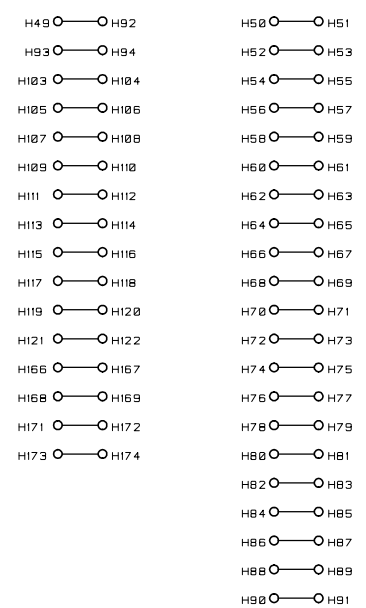 H49 H92 H50 H51
H93 H94 H52 H53
H103 H104 H54 H55
H105 H106 H56 H57
H107 H108 H58 H59
H109 H110 H60 H61
H111 H112 H62 H63
H113 H114 H64 H65
H115 H116 H66 H67
H117 H118 H68 H69
H119 H120 H70 H71
H121 H122 H72 H73
H166 H167 H74 H75
H168 H169 H76 H77
H171 H172 H78 H79
H173 H174 H80 H81
H82 H83
H84 H85
H86 H87
H88 H89
H90 H91